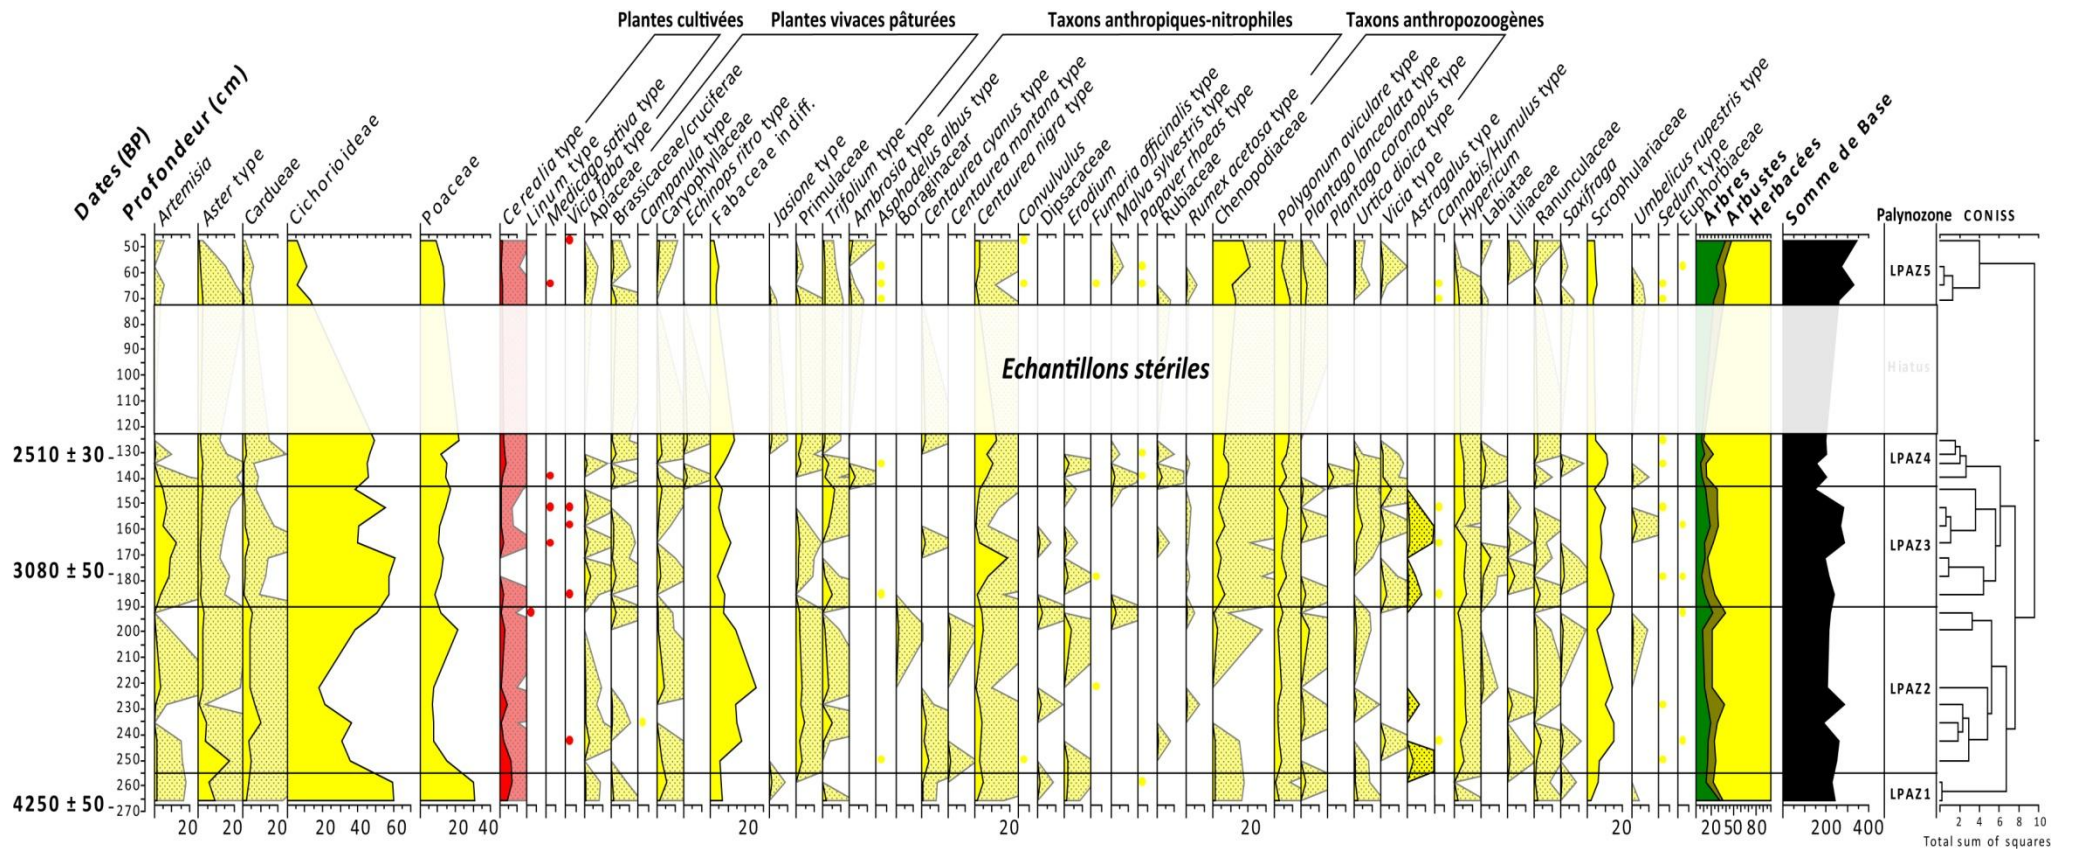 Plantes cultivées
Plantes vivaces pâturées
Taxons anthropiques-nitrophiles
Taxons anthropozoogènes
Dates (BP)
Profondeur (cm)
Artemisia
Aster type
Cardueae
Cichorioideae
Poaceae
Cerealia type
Linum type
Medicago sativa type
Vicia faba type
Apiaceae
Brassicaceae/cruciferae
Campanula type
Caryophyllaceae
Echinops ritro type
Fabaceae indiff.
Jasione type
Primulaceae
Trifolium type
Ambrosia type
Asphodelus albus type
Boraginacear
Centaurea cyanus type
Centaurea montana type
Centaurea nigra type
Convulvulus
Dipsacaceae
Erodium
Fumaria officinalis type
Malva sylvestris type
Papaver rhoeas type
Rubiaceae
Rumex acetosa type
Chenopodiaceae
Polygonum aviculare type
Plantago lanceolata type
Plantago coronopus type
Urtica dioica type
Vicia type
Astragalus type
Cannabis/Humulus type
Hypericum
Labiatae
Liliaceae
Ranunculaceae
Saxifraga
Scrophulariaceae
Umbelicus rupestris type
Sedum type
Euphorbiaceae
Arbres
Arbustes
Herbacées
Somme de Base
Palynozone CONISS
50
60
70
80
90
100
110
120
130
140
150
160
170
180
190
200
210
220
230
240
250
260
270
2510 ± 30
3080 ± 50
4250 ± 50
Echantillons stériles
LPAZ5
Hiatus
LPAZ4
LPAZ3
LPAZ2
LPAZ1
20 20 20 20 40 60 20 40 20 20 20 20 20 50 80 200 400
2 4 6 8 10
Total sum of squares